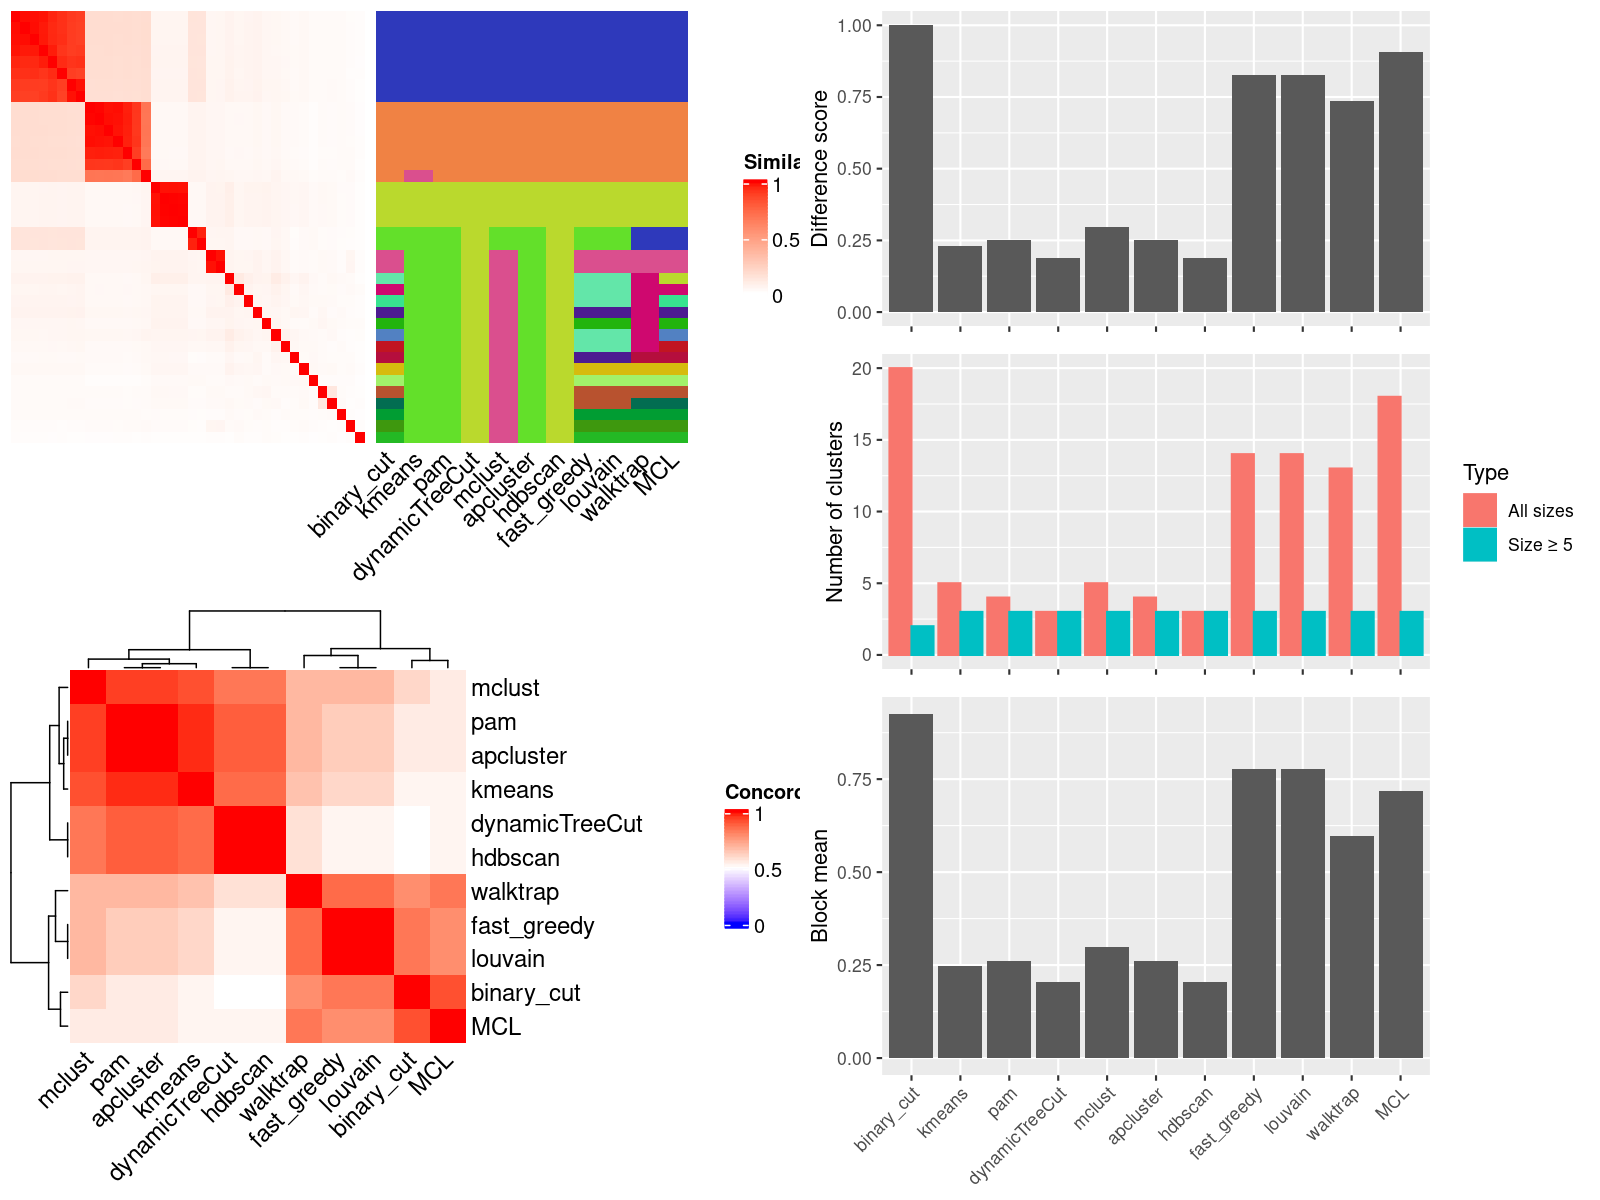 Simila
1
0.5
0
binary_cut
kmeans
pam
dynamicTreeCut
mclust
apcluster
hdbscan
fast_greedy
louvain
walktrap
MCL
mclust
pam
apcluster
kmeans
dynamicTreeCut
hdbscan
walktrap
fast_greedy
louvain
binary_cut
MCL
mclust
pam
apcluster
kmeans
dynamicTreeCut
hdbscan
walktrap
fast_greedy
louvain
binary_cut
MCL
Concord
1
0.5
0
Difference score
1.00
0.75
0.50
0.25
0.00
Number of clusters
20
15
10
5
0
Type
All sizes
Size ≥ 5
Block mean
0.75
0.50
0.25
0.00
binary_cut
kmeans
pam
dynamicTreeCut
mclust
apcluster
hdbscan
fast_greedy
louvain
walktrap
MCL